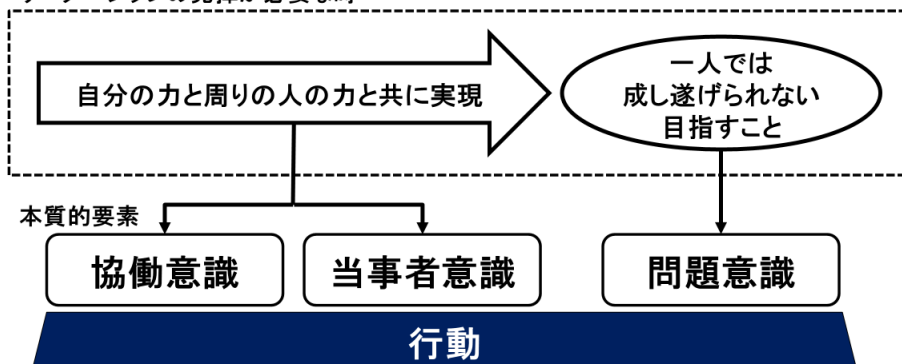 自分の力と周りの人の力と共に実現
一人では
成し遂げられない
目指すこと
本質的要素
協働意識
当事者意識
問題意識
行動